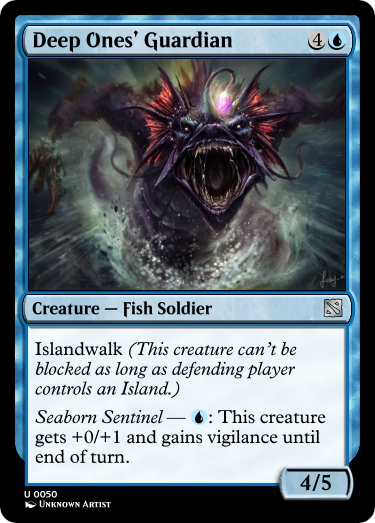 Deep Ones' Guardian 4
Creature — Fish Soldier
Islandwalk (This creature can't be
blocked as long as defending player
controls an Island.)
Seaborn Sentinel — : This creature
gets +0/+1 and gains vigilance until
end of turn.
4/5
U 0050
Unknown Artist